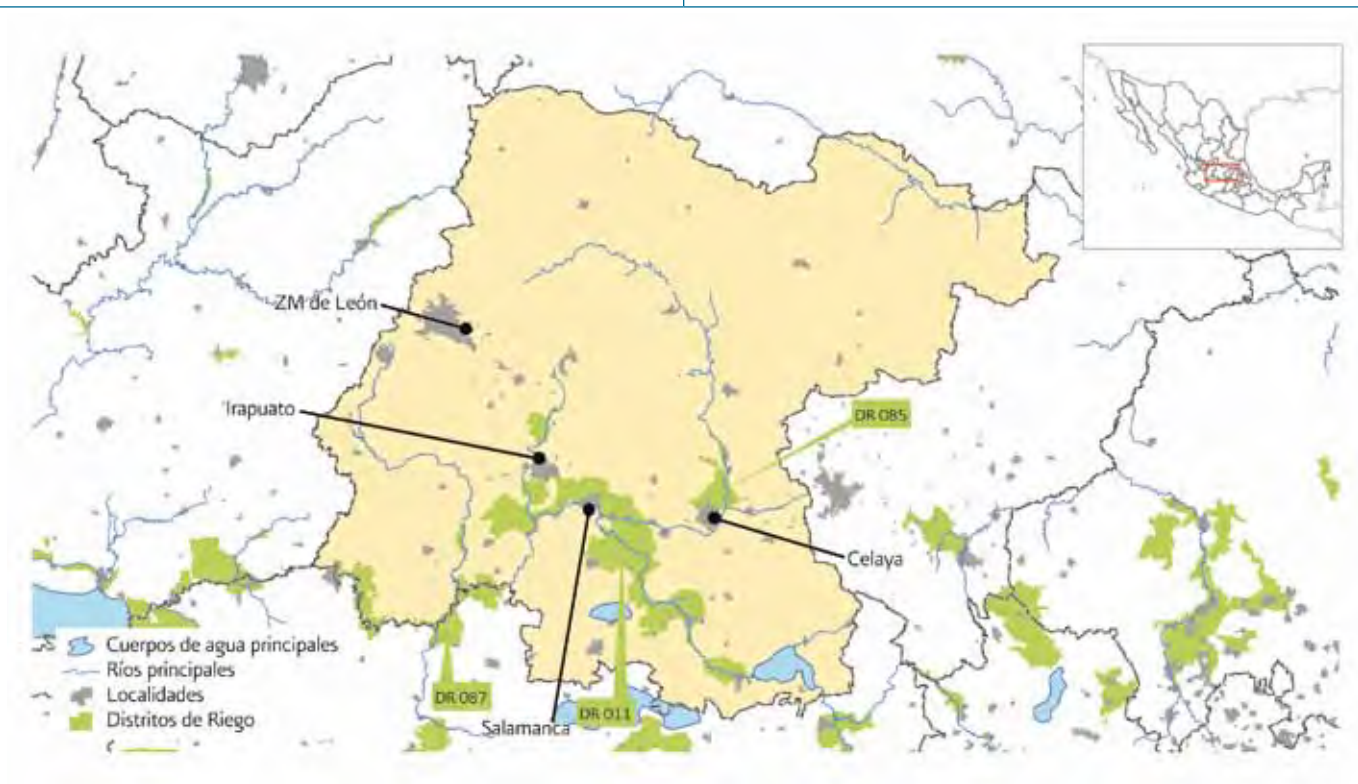 ZM de León
Irapuato
DR 085
Celaya
Cuerpos de agua principales
Ríos principales
Localidades
Distritos de Riego
DR 087
DR 011
Salamanca